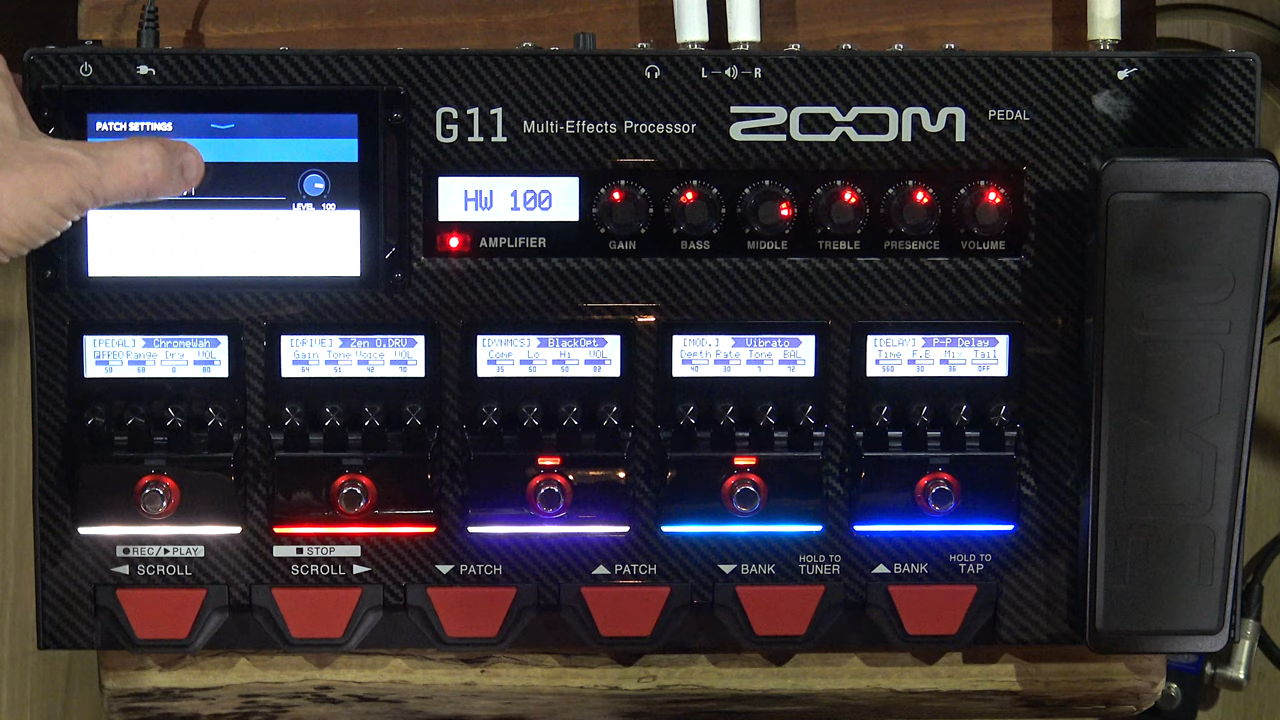 L R
G11 Multi-Effects Processor ZOOM PEDAL
PATCH SETTINGS
LEVEL 100
HW 100
AMPLIFIER GAIN BASS MIDDLE TREBLE PRESENCE VOLUME
[PEDAL] ChromeWah
FREQ Range Dry VOL
50 68 0 80
[DRIVE] Zen O.DRV
Gain Tone Voice VOL
64 51 42 70
[DYNMCS] BlackOpt
Comp Lo Hi VOL
35 50 50 82
[MOD.] Vibrato
Depth Rate Tone BAL
40 30 7 72
[DELAY] P-P Delay
Time F.B Mix Tail
560 30 36 OFF
●REC/▶PLAY
◀ SCROLL
■ STOP
SCROLL ▶
▼ PATCH
▲ PATCH
▼ BANK
HOLD TO
TUNER
▲ BANK
HOLD TO
TAP
ZOOM